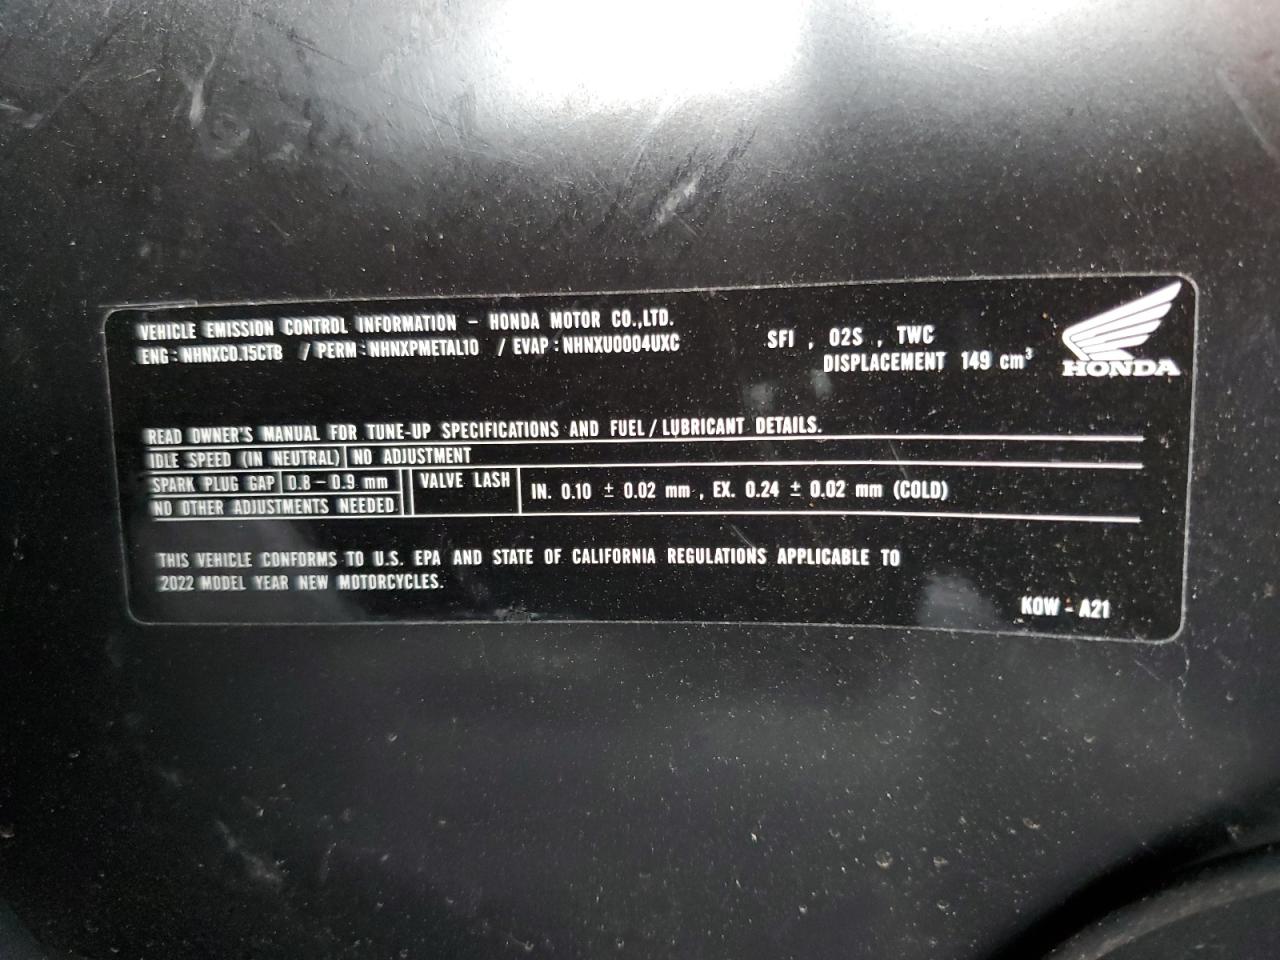 VEHICLE EMISSION CONTROL INFORMATION - HONDA MOTOR CO.,LTD.
ENG : NHNXC0.15CTB / PERM : NHNXPMETAL10 / EVAP : NHNXU0004UXC
SFI , O2S , TWC
DISPLACEMENT 149 cm³
HONDA
READ OWNER'S MANUAL FOR TUNE-UP SPECIFICATIONS AND FUEL / LUBRICANT DETAILS.
IDLE SPEED (IN NEUTRAL) NO ADJUSTMENT
SPARK PLUG GAP 0.8 - 0.9 mm
NO OTHER ADJUSTMENTS NEEDED
VALVE LASH IN. 0.10 ± 0.02 mm , EX. 0.24 ± 0.02 mm (COLD)
THIS VEHICLE CONFORMS TO U.S. EPA AND STATE OF CALIFORNIA REGULATIONS APPLICABLE TO
2022 MODEL YEAR NEW MOTORCYCLES.
K0W - A21